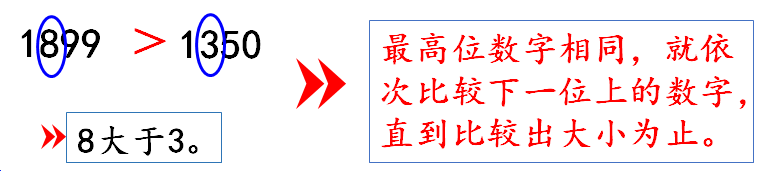 1899 > 1350
8大于3。
最高位数字相同，就依
次比较下一位上的数字，
直到比较出大小为止。